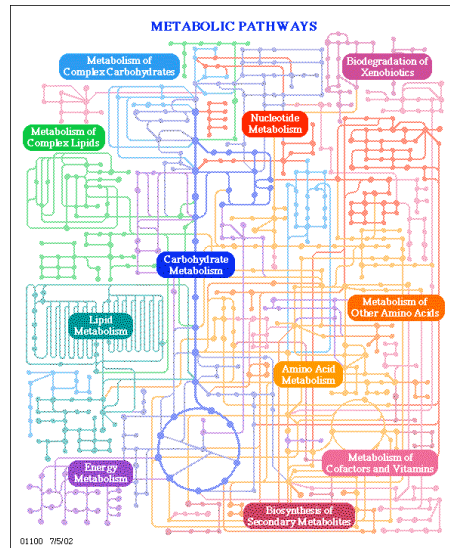 METABOLIC PATHWAYS
Metabolism of
Complex Carbohydrates
Biodegradation of
Xenobiotics
Nucleotide
Metabolism
Metabolism of
Complex Lipids
Carbohydrate
Metabolism
Metabolism of
Other Amino Acids
Lipid
Metabolism
Amino Acid
Metabolism
Metabolism of
Cofactors and Vitamins
Energy
Metabolism
Biosynthesis of
Secondary Metabolites
01100 7/5/02